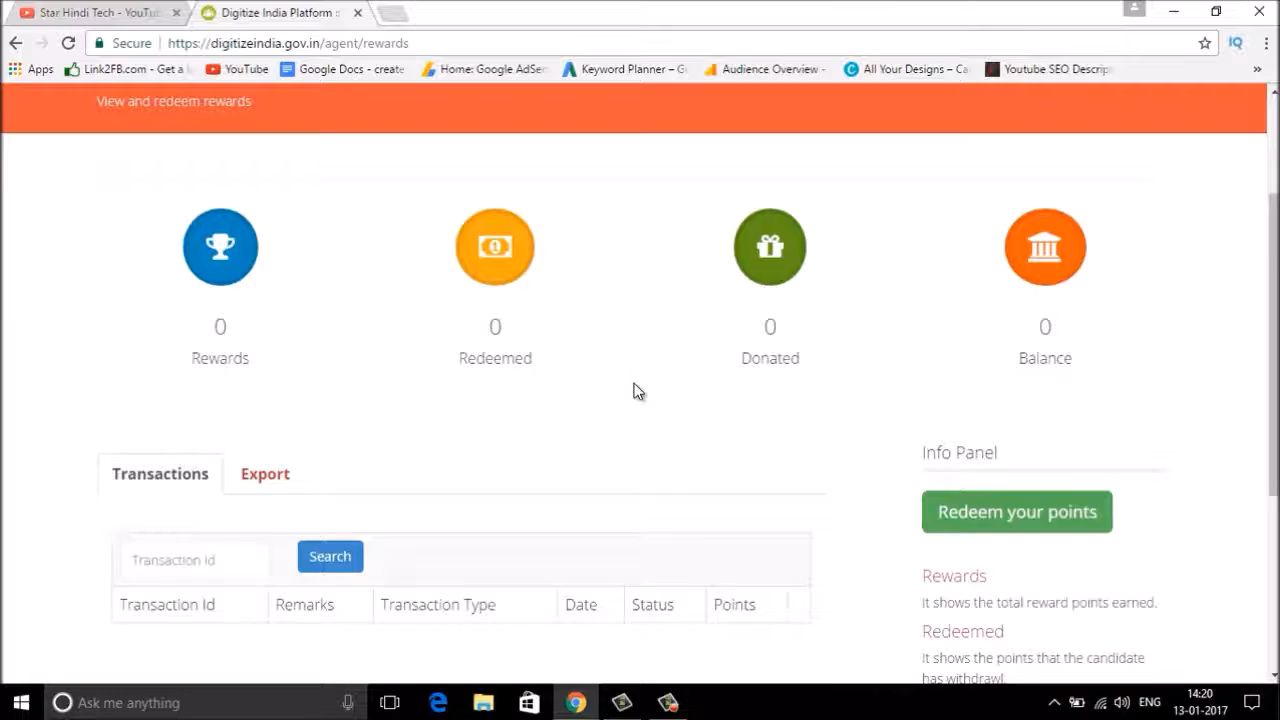 Star Hindi Tech - YouTu
Digitize India Platform :
Secure
https://digitizeindia.gov.in/agent/rewards
Apps
Link2FB.com - Get a l
YouTube
Google Docs - create
Home: Google AdSen
Keyword Planner – G
Audience Overview -
All Your Designs – Ca
Youtube SEO Descrip
View and redeem rewards
0
0
0
0
Rewards
Redeemed
Donated
Balance
Transactions
Export
Info Panel
Redeem your points
Transaction Id
Search
Transaction Id
Remarks
Transaction Type
Date
Status
Points
Rewards
It shows the total reward points earned.
Redeemed
It shows the points that the candidate
has withdrawl.
Ask me anything
ENG
14:20
13-01-2017